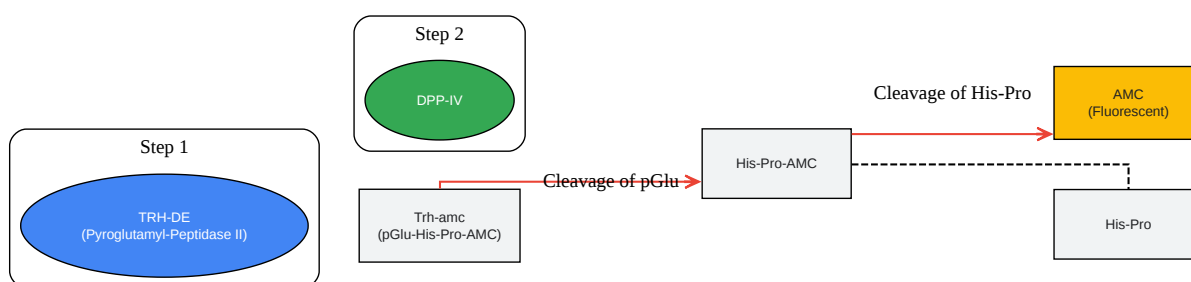 Step 1
TRH-DE
(Pyroglutamyl-Peptidase II)
Step 2
DPP-IV
Trh-amc
(pGlu-His-Pro-AMC)
Cleavage of pGlu
His-Pro-AMC
Cleavage of His-Pro
AMC
(Fluorescent)
His-Pro